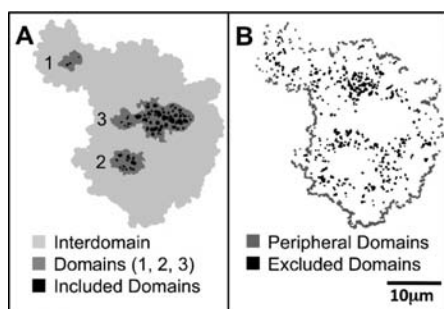 A
1
3
2
Interdomain
Domains (1, 2, 3)
Included Domains
B
Peripheral Domains
Excluded Domains
10μm